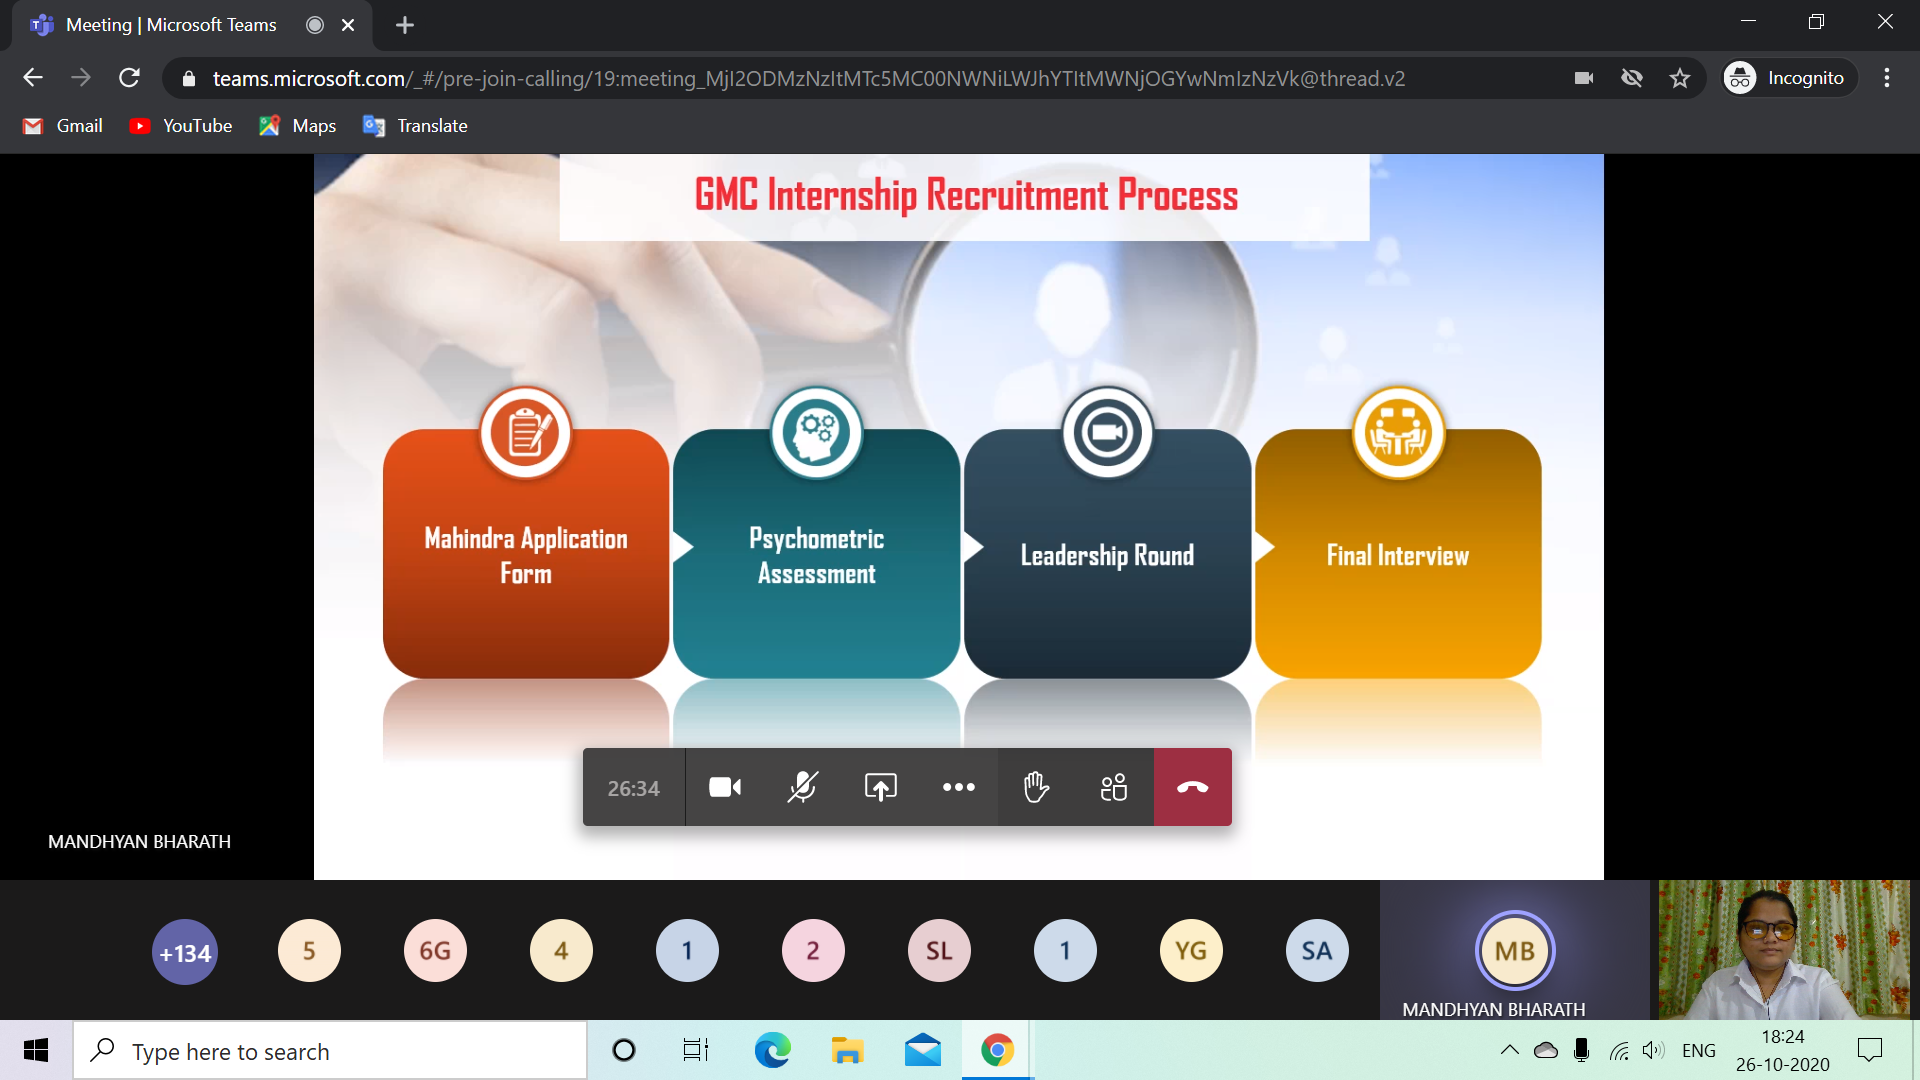 Meeting | Microsoft Teams
teams.microsoft.com/_#/pre-join-calling/19:meeting_MjI2ODMzNzItMTc5MC00NWNiLWJhYTItMWNjOGYwNmIzNzVk@thread.v2
Incognito
Gmail
YouTube
Maps
Translate
GMC Internship Recruitment Process
Mahindra Application
Form
Psychometric
Assessment
Leadership Round
Final Interview
26:34
MANDHYAN BHARATH
+134
5
6G
4
1
2
SL
1
YG
SA
MB
MANDHYAN BHARATH
Type here to search
ENG
18:24
26-10-2020